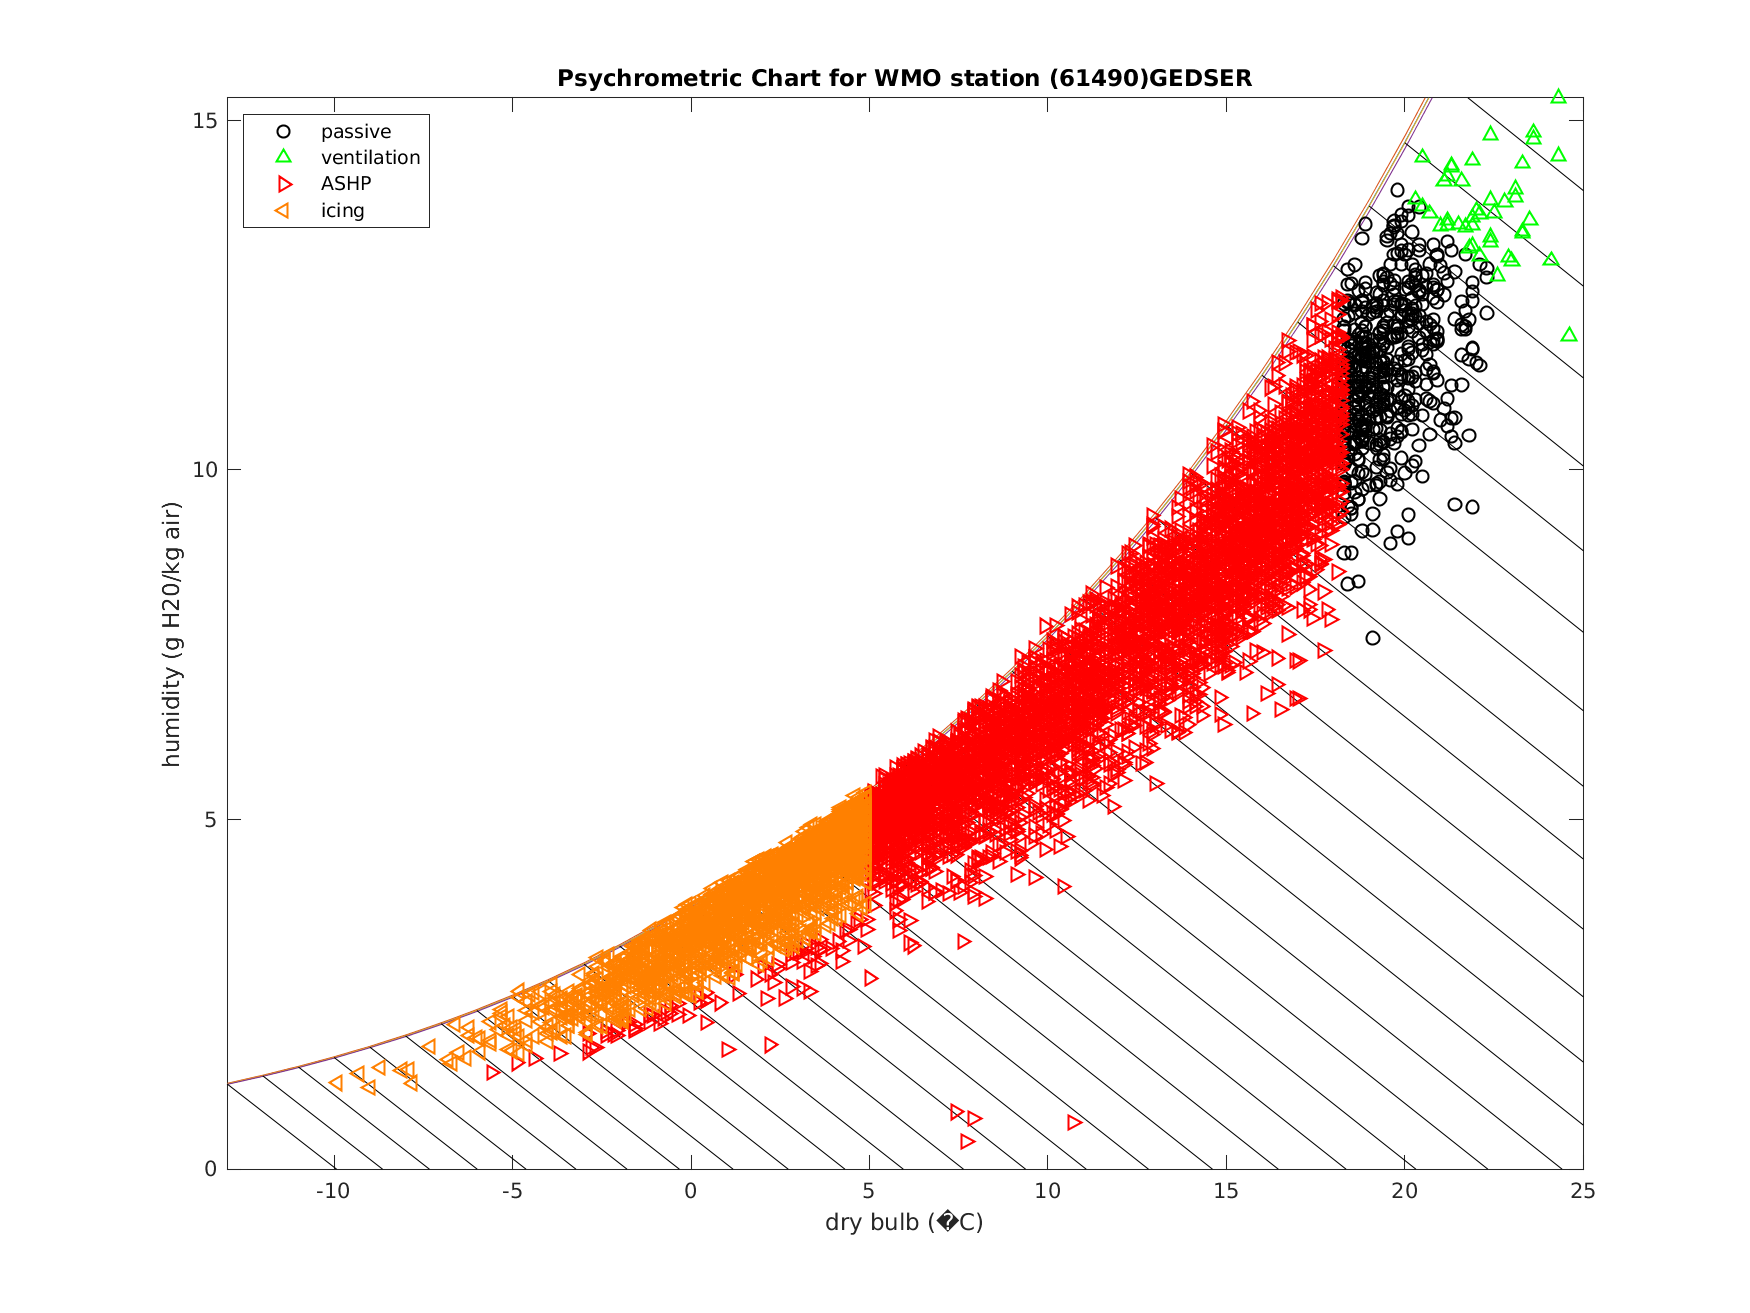 Psychrometric Chart for WMO station (61490)GEDSER
passive
ventilation
ASHP
icing
15
10
5
0
humidity (g H20/kg air)
-10 -5 0 5 10 15 20 25
dry bulb (�C)